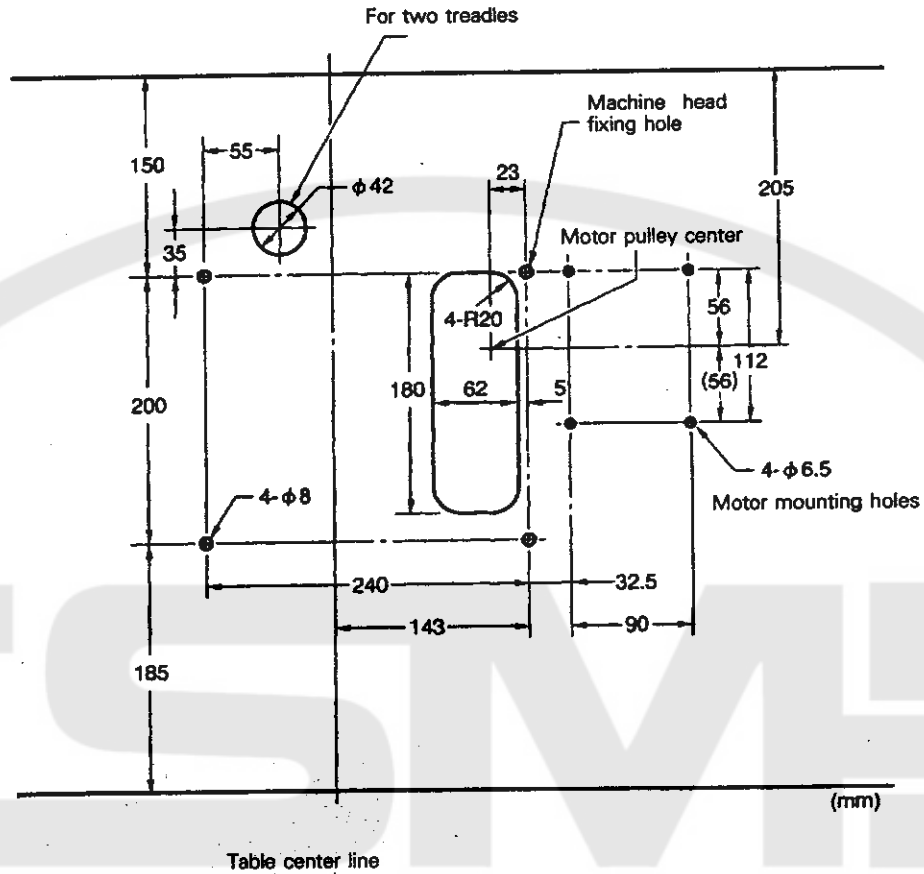 For two treadles
Machine head
fixing hole
150
55
φ42
23
205
35
Motor pulley center
4-R20
56
200
180
62
5
(56)
112
4-φ8
4-φ6.5
Motor mounting holes
240
32.5
143
90
185
(mm)
Table center line